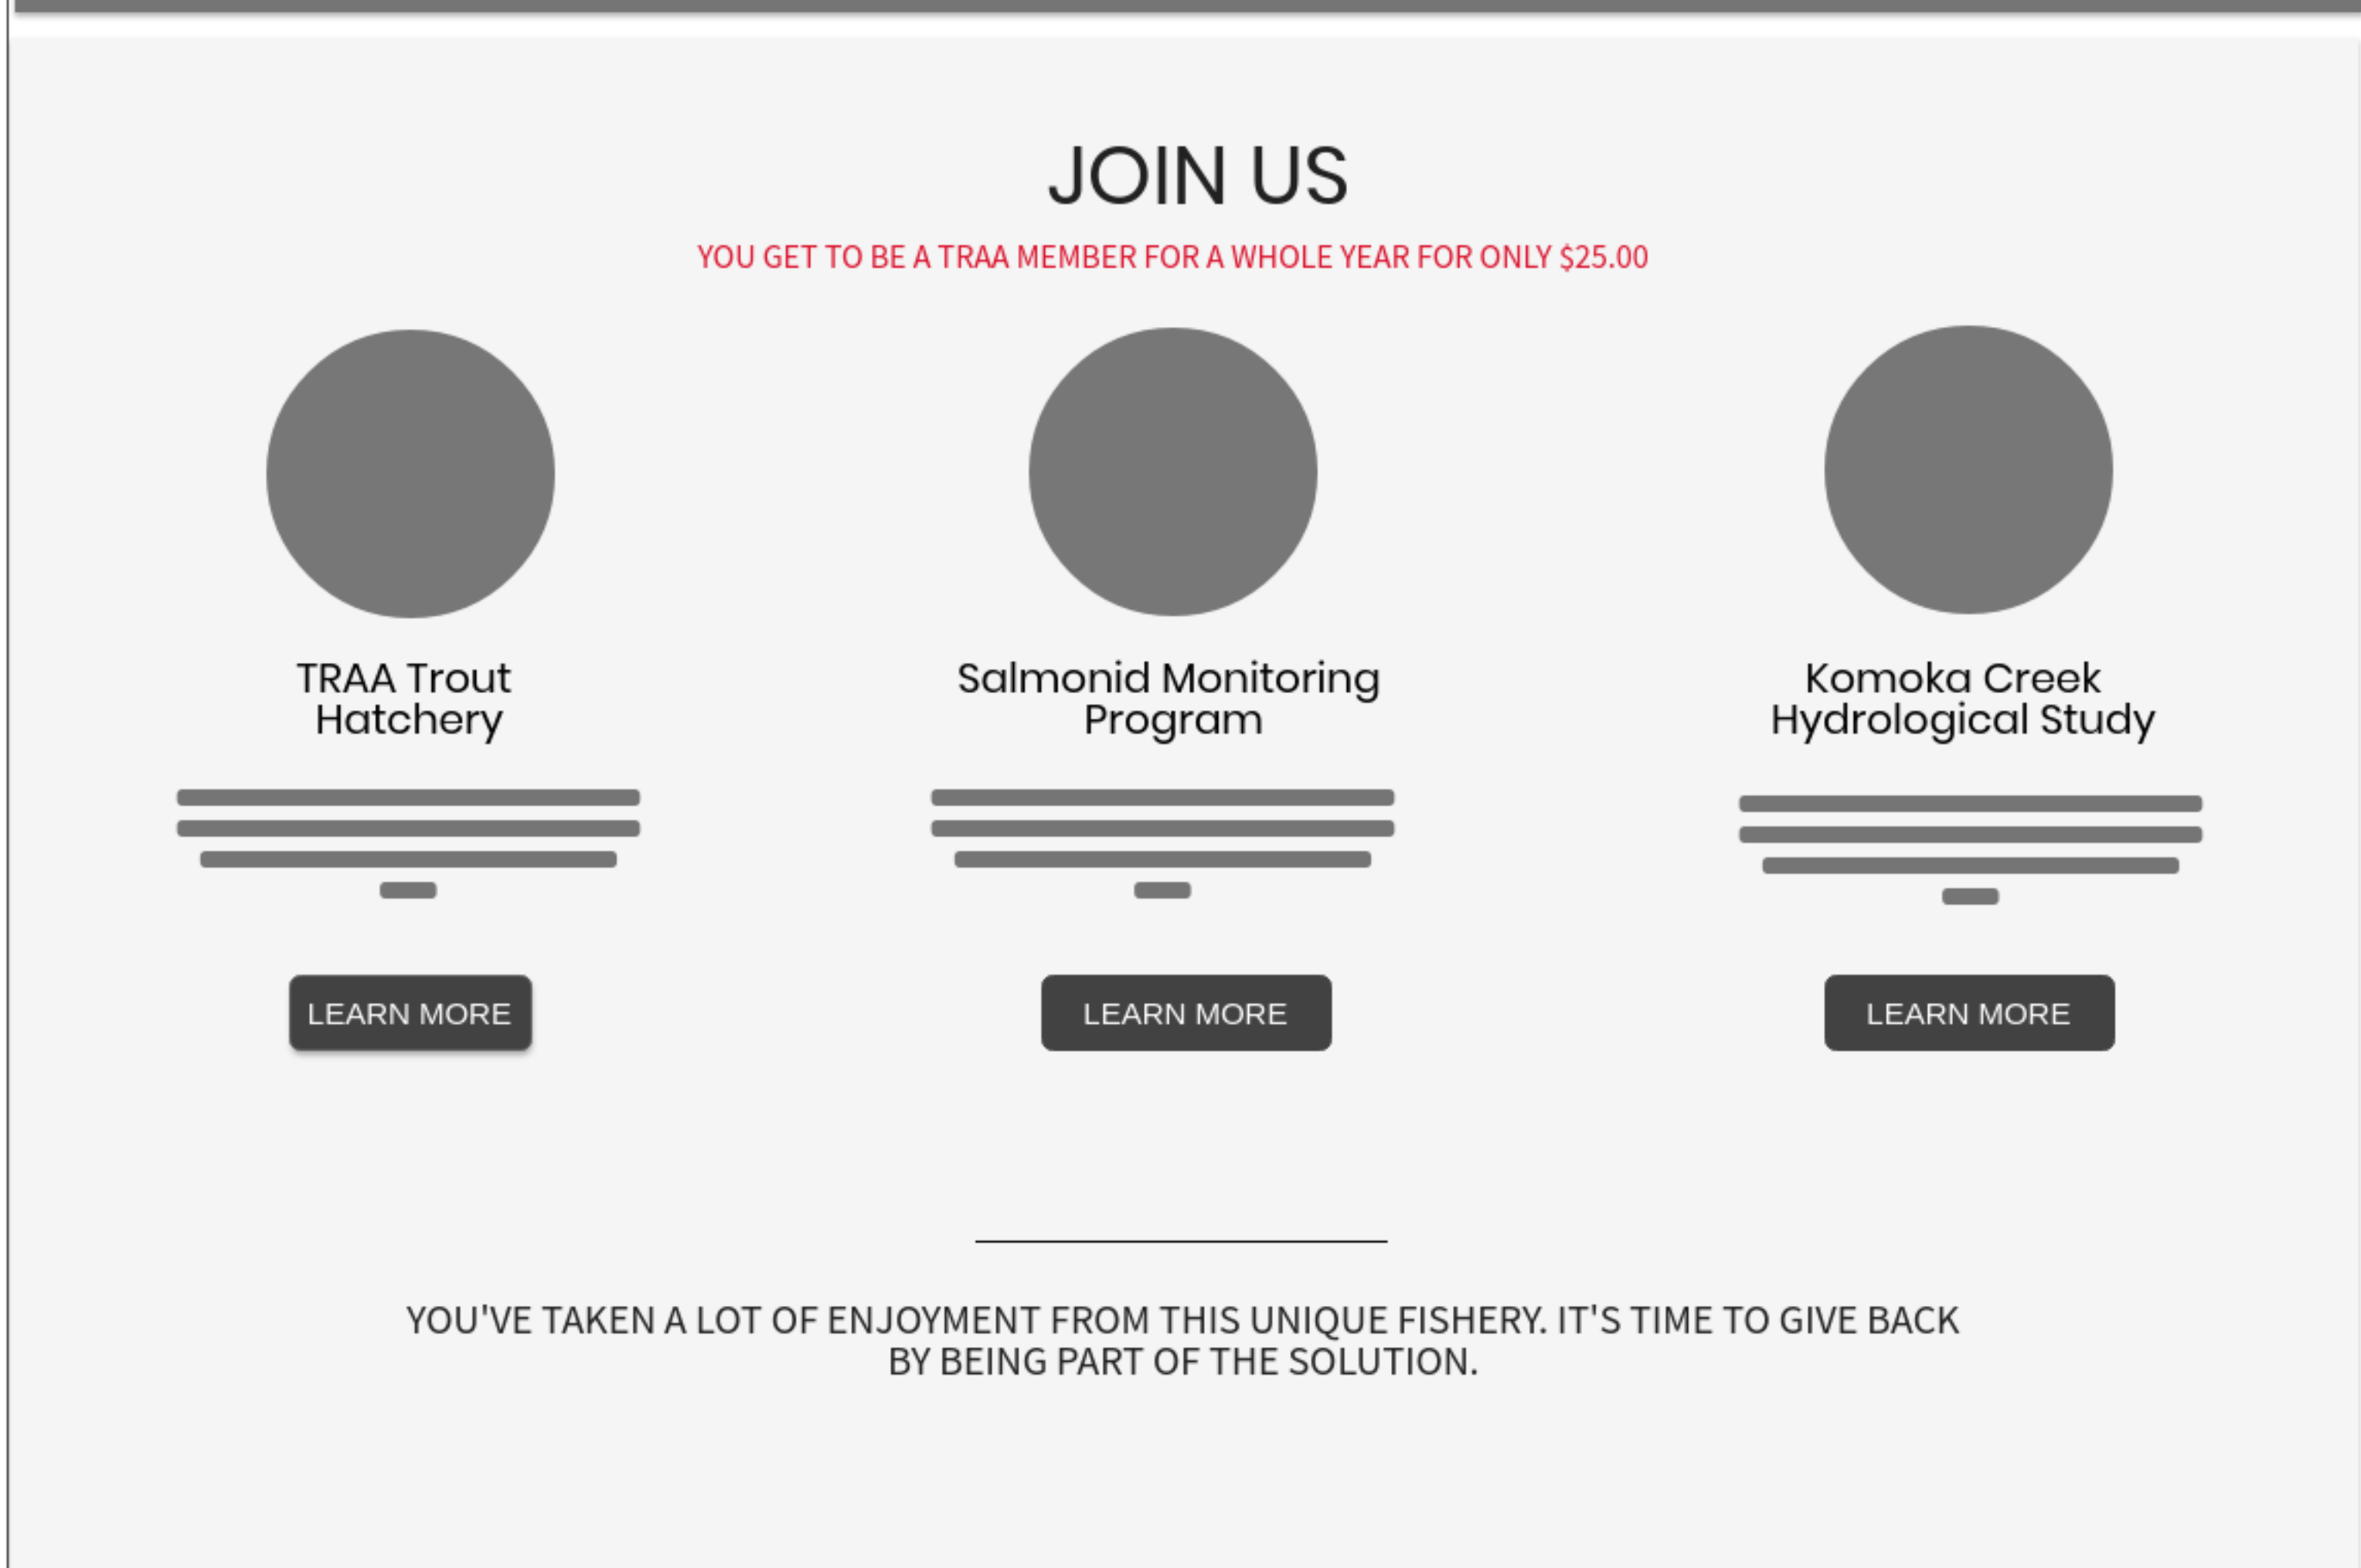 JOIN US
YOU GET TO BE A TRAA MEMBER FOR A WHOLE YEAR FOR ONLY $25.00
TRAA Trout
Hatchery
Salmonid Monitoring
Program
Komoka Creek
Hydrological Study
LEARN MORE
LEARN MORE
LEARN MORE
YOU'VE TAKEN A LOT OF ENJOYMENT FROM THIS UNIQUE FISHERY. IT'S TIME TO GIVE BACK
BY BEING PART OF THE SOLUTION.